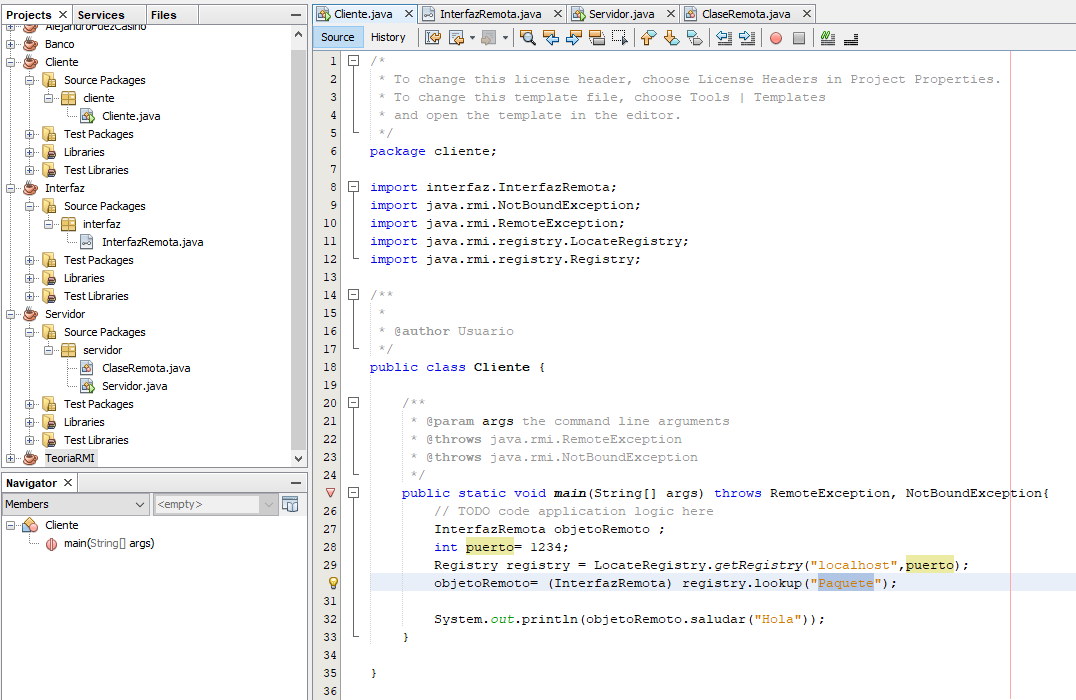 Projects × Services Files
AlejandroFdezCasino
Banco
Cliente
Source Packages
cliente
Cliente.java
Test Packages
Libraries
Test Libraries
Interfaz
Source Packages
interfaz
InterfazRemota.java
Test Packages
Libraries
Test Libraries
Servidor
Source Packages
servidor
ClaseRemota.java
Servidor.java
Test Packages
Libraries
Test Libraries
TeoriaRMI
Navigator ×
Members <empty>
Cliente
main(String[] args)
Cliente.java × InterfazRemota.java × Servidor.java × ClaseRemota.java ×
Source History
1 /*
2 * To change this license header, choose License Headers in Project Properties.
3 * To change this template file, choose Tools | Templates
4 * and open the template in the editor.
5 */
6 package cliente;
7
8 import interfaz.InterfazRemota;
9 import java.rmi.NotBoundException;
10 import java.rmi.RemoteException;
11 import java.rmi.registry.LocateRegistry;
12 import java.rmi.registry.Registry;
13
14 /**
15 *
16 * @author Usuario
17 */
18 public class Cliente {
19
20 /**
21 * @param args the command line arguments
22 * @throws java.rmi.RemoteException
23 * @throws java.rmi.NotBoundException
24 */
public static void main(String[] args) throws RemoteException, NotBoundException{
26 // TODO code application logic here
27 InterfazRemota objetoRemoto ;
28 int puerto= 1234;
29 Registry registry = LocateRegistry.getRegistry("localhost",puerto);
objetoRemoto= (InterfazRemota) registry.lookup("Paquete");
31
32 System.out.println(objetoRemoto.saludar("Hola"));
33 }
34
35 }
36